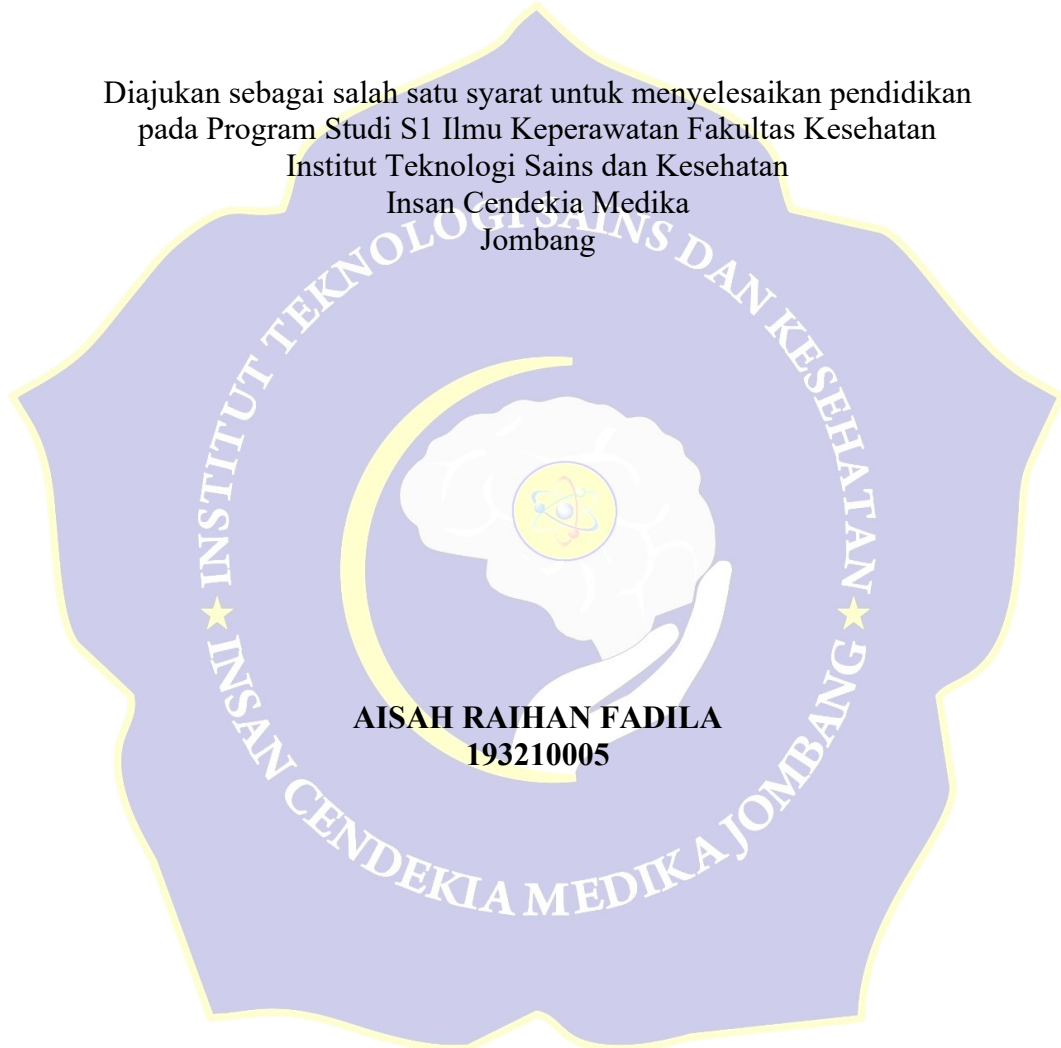 Diajukan sebagai salah satu syarat untuk menyelesaikan pendidikan
pada Program Studi S1 Ilmu Keperawatan Fakultas Kesehatan
Institut Teknologi Sains dan Kesehatan
Insan Cendekia Medika
Jombang
INSTITUT TEKNOLOGI SAINS DAN KESEHATAN
AISAH RAIHAN FADILA
193210005
INSAN CENDEKIA MEDIKA JOMBANG